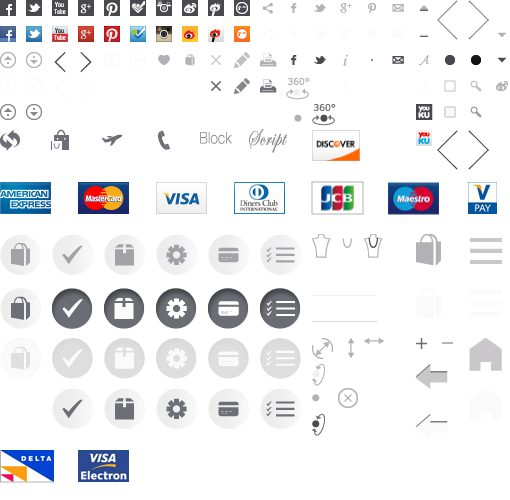 You Tube g+
You Tube g+
360°
YOU KU 360°
Block Script DISCOVER YOU KU
AMERICAN EXPRESS MasterCard VISA Diners Club INTERNATIONAL JCB Maestro V PAY
DELTA VISA Electron